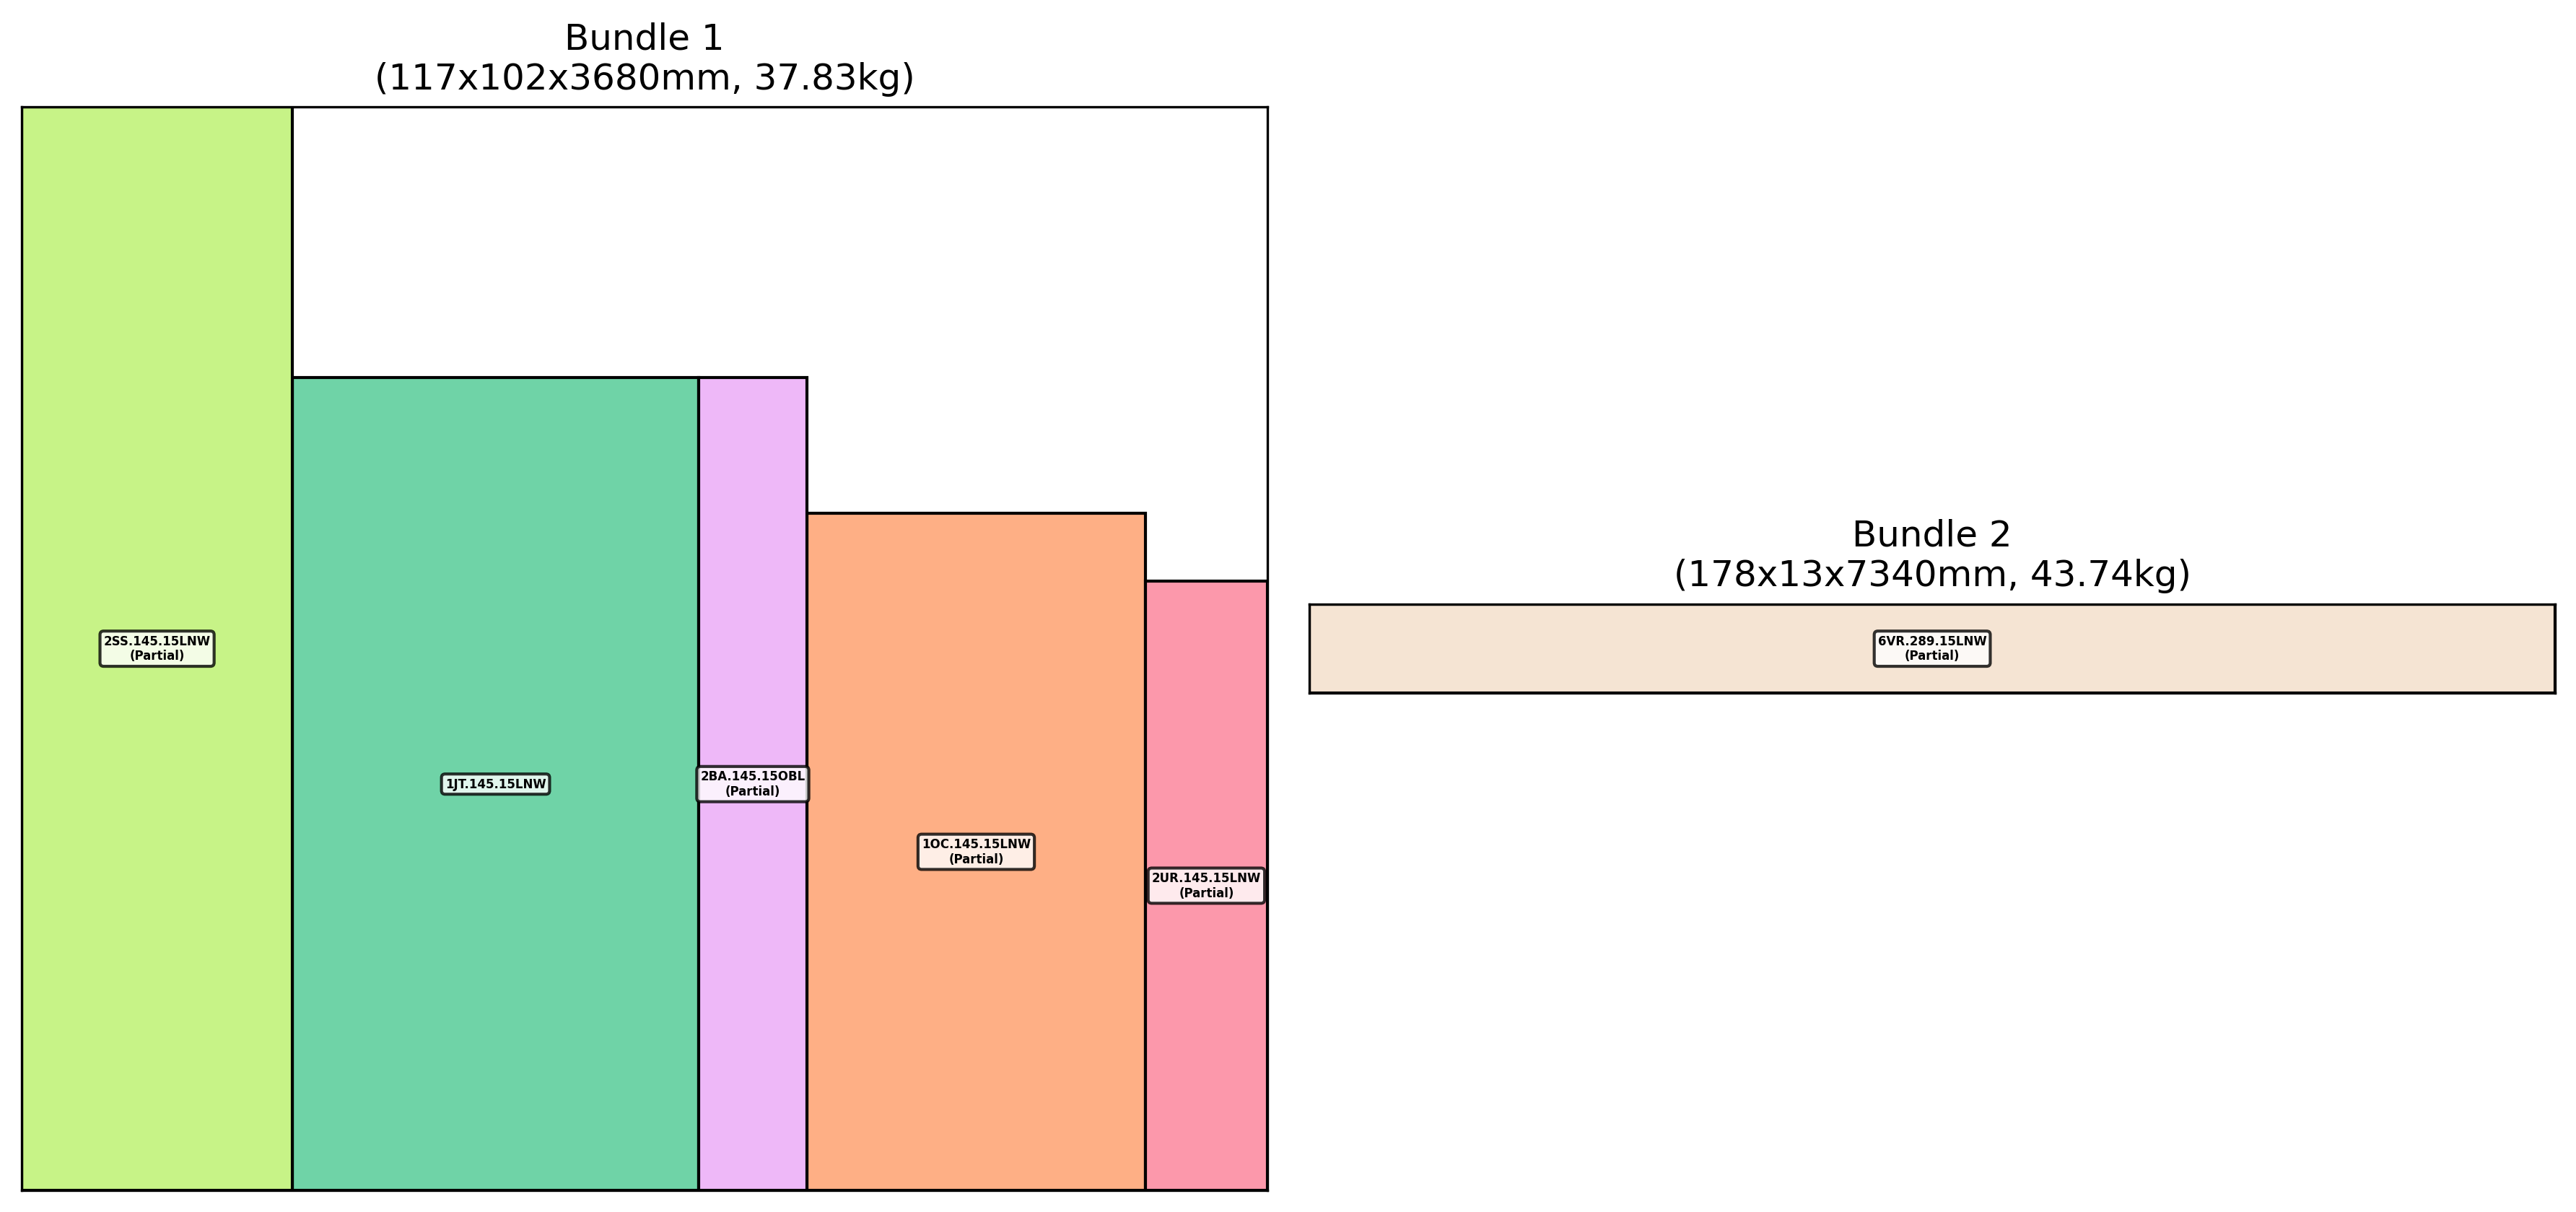 Bundle 1
(117x102x3680mm, 37.83kg)
2SS.145.15LNW
(Partial)
1JT.145.15LNW
2BA.145.15OBL
(Partial)
1OC.145.15LNW
(Partial)
2UR.145.15LNW
(Partial)
Bundle 2
(178x13x7340mm, 43.74kg)
6VR.289.15LNW
(Partial)